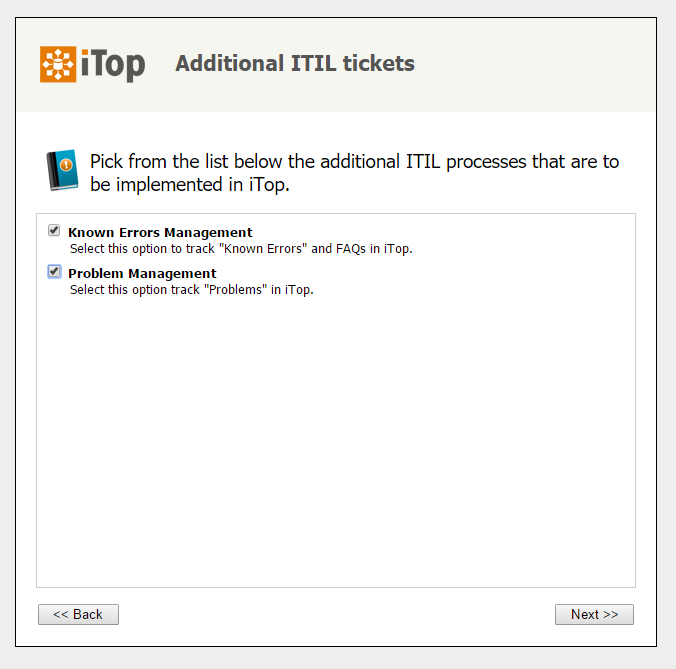 iTop
Additional ITIL tickets
Pick from the list below the additional ITIL processes that are to
be implemented in iTop.
Known Errors Management
Select this option to track "Known Errors" and FAQs in iTop.
Problem Management
Select this option track "Problems" in iTop.
<< Back
Next >>